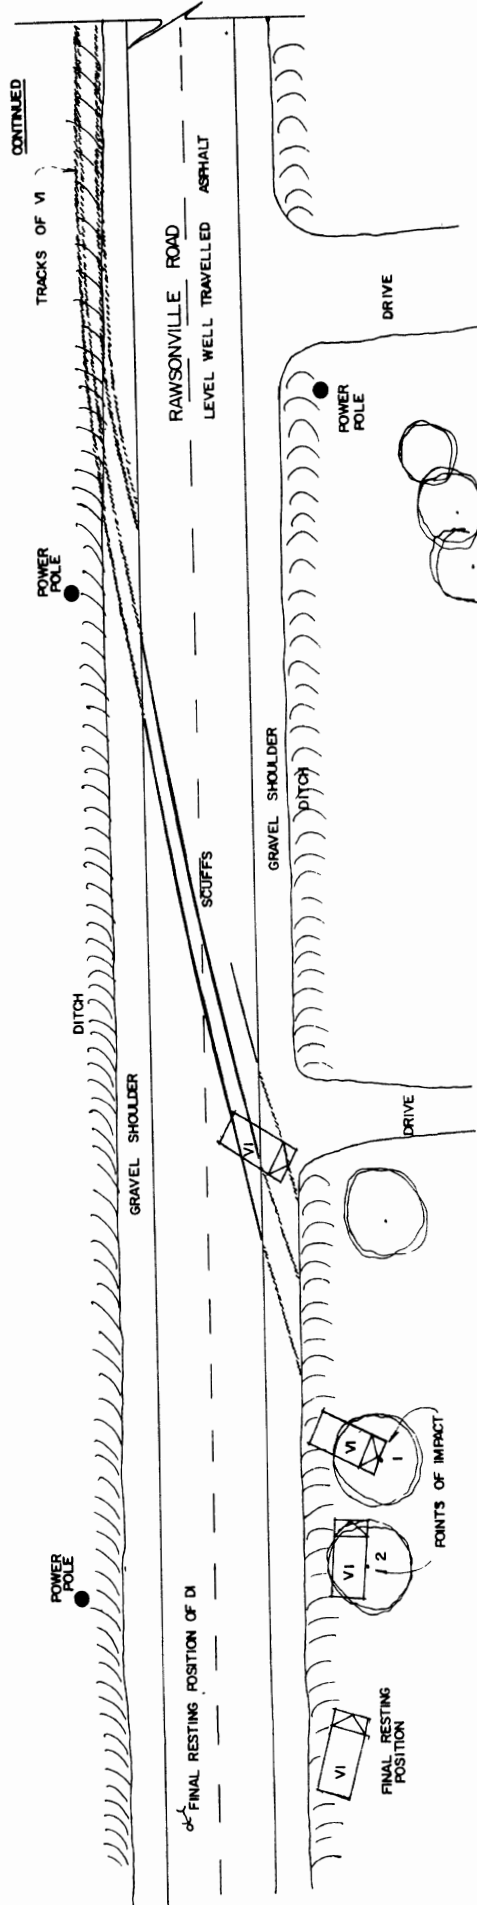 CONTINUED
TRACKS OF V1
RAWSONVILLE ROAD
LEVEL WELL TRAVELLED ASPHALT
DRIVE
POWER
POLE
POWER
POLE
GRAVEL SHOULDER
DITCH
SCUFFS
DITCH
GRAVEL SHOULDER
V1
DRIVE
V1
1
POINTS OF IMPACT
V1
2
POWER
POLE
FINAL RESTING POSITION OF D1
V1
FINAL RESTING
POSITION